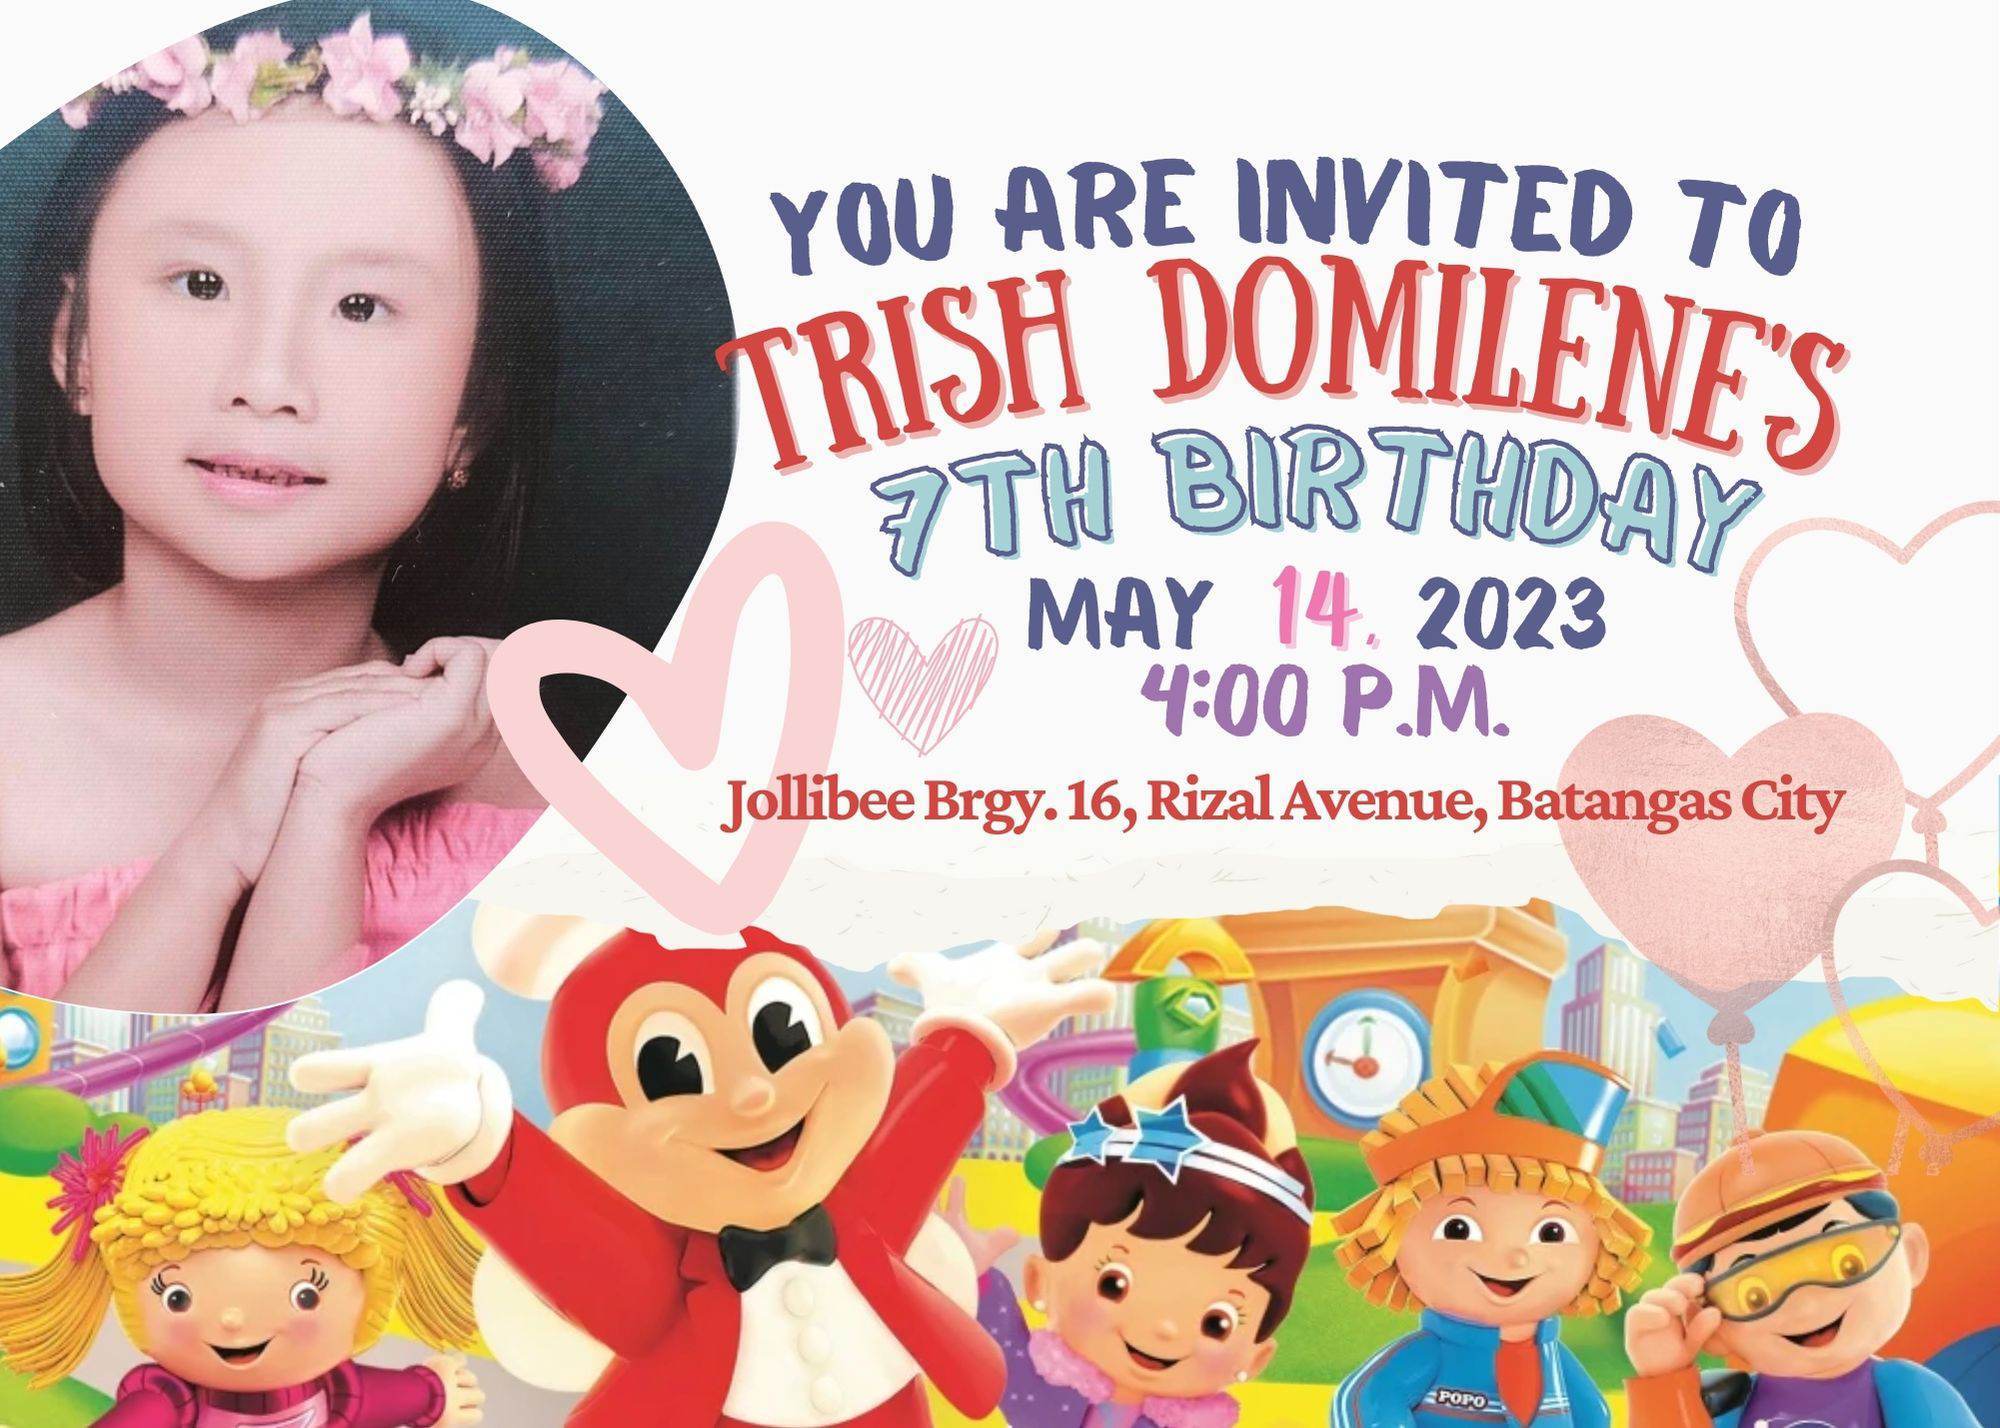 YOU ARE INVITED TO
TRISH DOMILENE'S
7TH BIRTHDAY
MAY 14, 2023
4:00 P.M.
Jollibee Brgy. 16, Rizal Avenue, Batangas City
POPO